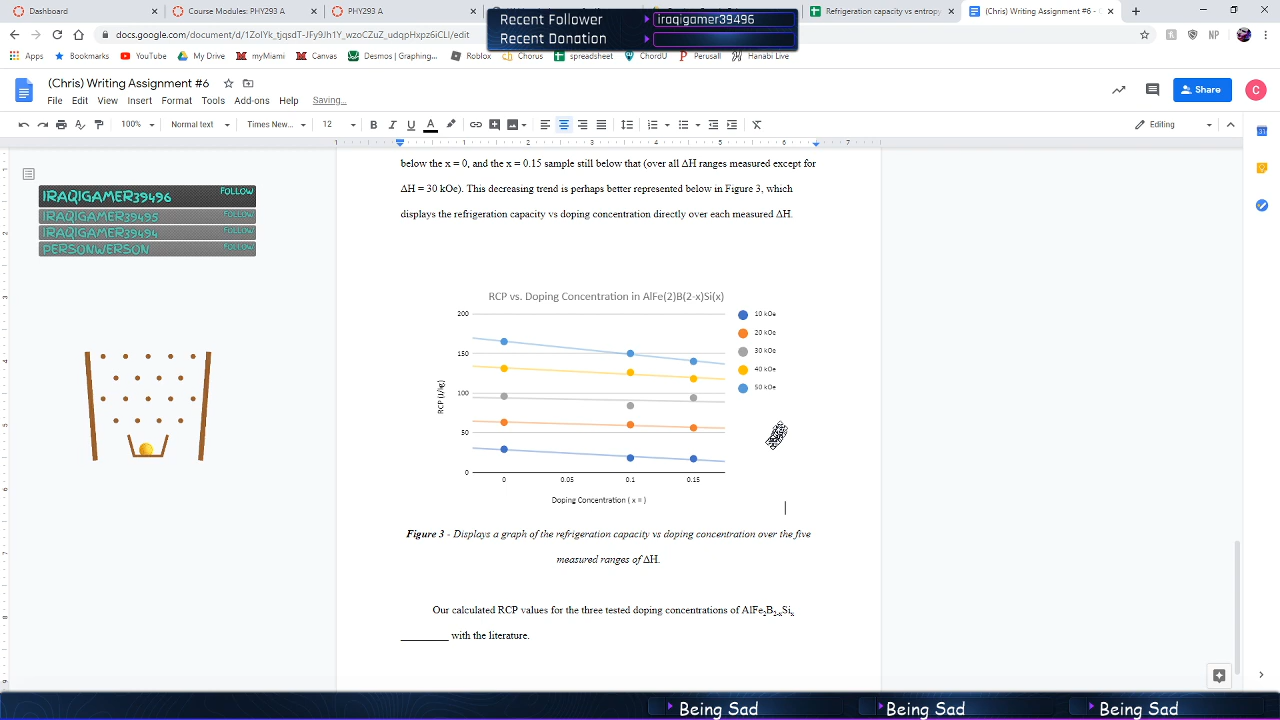 Dashboard
Course Modules: PHY293 A
PHY293 A
Refrigeration capacity vs entropy
(Chris) Writing Assignment #6 -
Recent Follower
iraqigamer39496
Recent Donation
Apps
Bookmarks
YouTube
My Drive
myMiami
Canvas
Desmos | Graphing...
Roblox
Chorus
spreadsheet
ChordU
Perusall
Hanabi Live
(Chris) Writing Assignment #6
File Edit View Insert Format Tools Add-ons Help Saving...
Share
C
100%
Normal text
Times New...
12
B I U A
Editing
below the x = 0, and the x = 0.15 sample still below that (over all ΔH ranges measured except for
ΔH = 30 kOe). This decreasing trend is perhaps better represented below in Figure 3, which
displays the refrigeration capacity vs doping concentration directly over each measured ΔH.
IRAQIGAMER39496 FOLLOW
IRAQIGAMER39495 FOLLOW
IRAQIGAMER39494 FOLLOW
PERSONWERSON FOLLOW
RCP vs. Doping Concentration in AlFe(2)B(2-x)Si(x)
200
150
100
50
0
RCP (J/kg)
0 0.05 0.1 0.15
Doping Concentration ( x = )
10 kOe
20 kOe
30 kOe
40 kOe
50 kOe
Figure 3 - Displays a graph of the refrigeration capacity vs doping concentration over the five
measured ranges of ΔH.
Our calculated RCP values for the three tested doping concentrations of AlFe₂B₂₋ₓSiₓ
_________ with the literature.
Being Sad
Being Sad
Being Sad